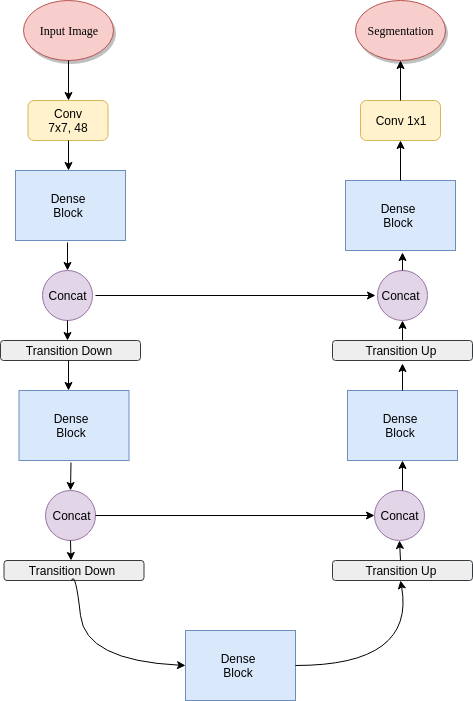 Input Image
Conv
7x7, 48
Dense
Block
Concat
Transition Down
Dense
Block
Concat
Transition Down
Dense
Block
Transition Up
Concat
Dense
Block
Transition Up
Concat
Dense
Block
Conv 1x1
Segmentation